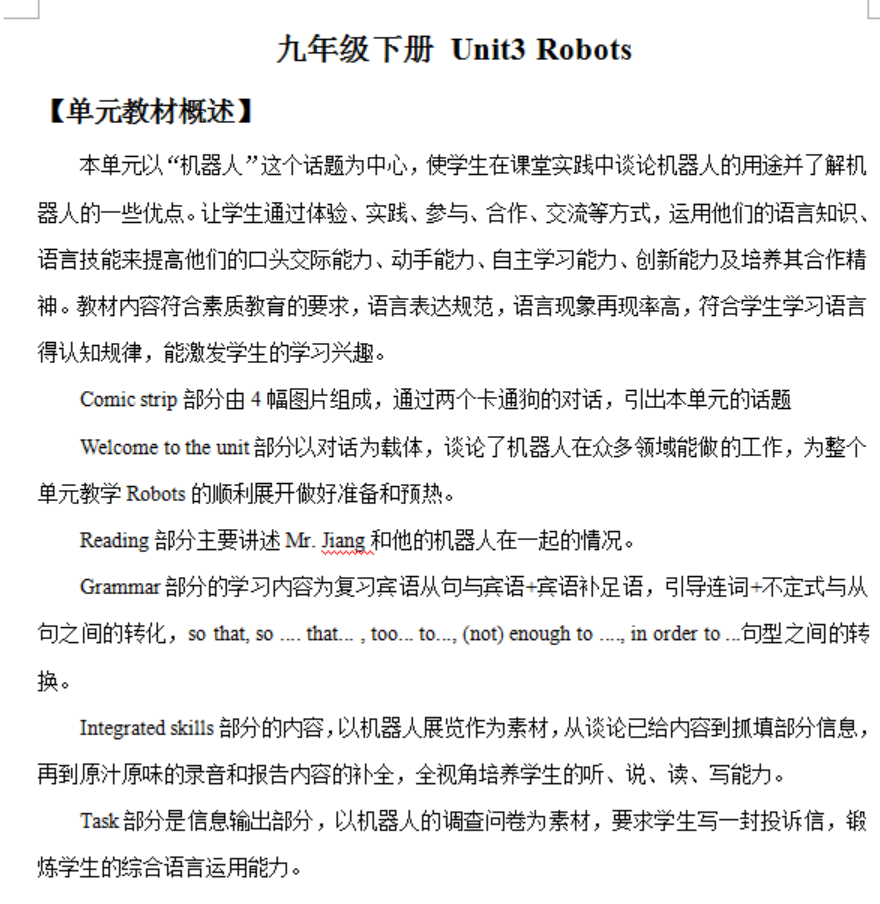 九年级下册 Unit3 Robots
【单元教材概述】
本单元以“机器人”这个话题为中心，使学生在课堂实践中谈论机器人的用途并了解机
器人的一些优点。让学生通过体验、实践、参与、合作、交流等方式，运用他们的语言知识、
语言技能来提高他们的口头交际能力、动手能力、自主学习能力、创新能力及培养其合作精
神。教材内容符合素质教育的要求，语言表达规范，语言现象再现率高，符合学生学习语言
得认知规律，能激发学生的学习兴趣。
Comic strip 部分由 4 幅图片组成，通过两个卡通狗的对话，引出本单元的话题
Welcome to the unit 部分以对话为载体，谈论了机器人在众多领域能做的工作，为整个
单元教学 Robots 的顺利展开做好准备和预热。
Reading 部分主要讲述 Mr. Jiang 和他的机器人在一起的情况。
Grammar 部分的学习内容为复习宾语从句与宾语+宾语补足语，引导连词+不定式与从
句之间的转化，so that, so .... that... , too... to..., (not) enough to ...., in order to ...句型之间的转
换。
Integrated skills 部分的内容，以机器人展览作为素材，从谈论已给内容到抓填部分信息，
再到原汁原味的录音和报告内容的补全，全视角培养学生的听、说、读、写能力。
Task 部分是信息输出部分，以机器人的调查问卷为素材，要求学生写一封投诉信，锻
炼学生的综合语言运用能力。